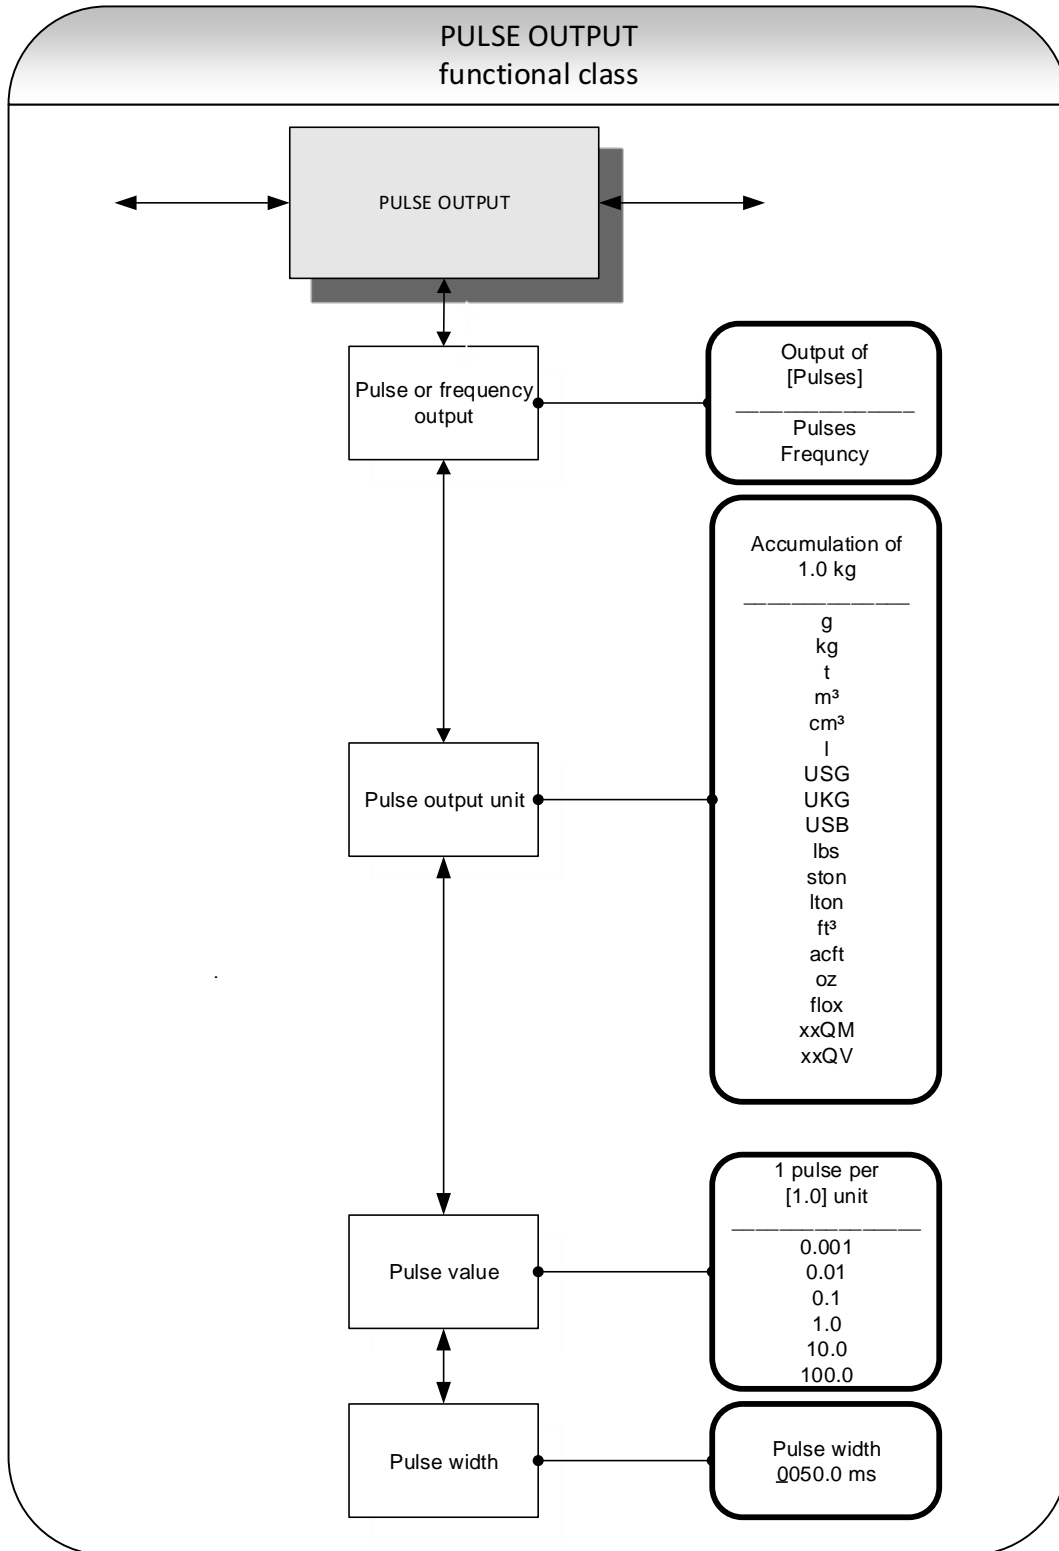 PULSE OUTPUT
functional class
PULSE OUTPUT
Pulse or frequency
output
Output of
[Pulses]
Pulses
Frequncy
Pulse output unit
Accumulation of
1.0 kg
g
kg
t
m³
cm³
l
USG
UKG
USB
lbs
ston
lton
ft³
acft
oz
flox
xxQM
xxQV
Pulse value
1 pulse per
[1.0] unit
0.001
0.01
0.1
1.0
10.0
100.0
Pulse width
Pulse width
0050.0 ms